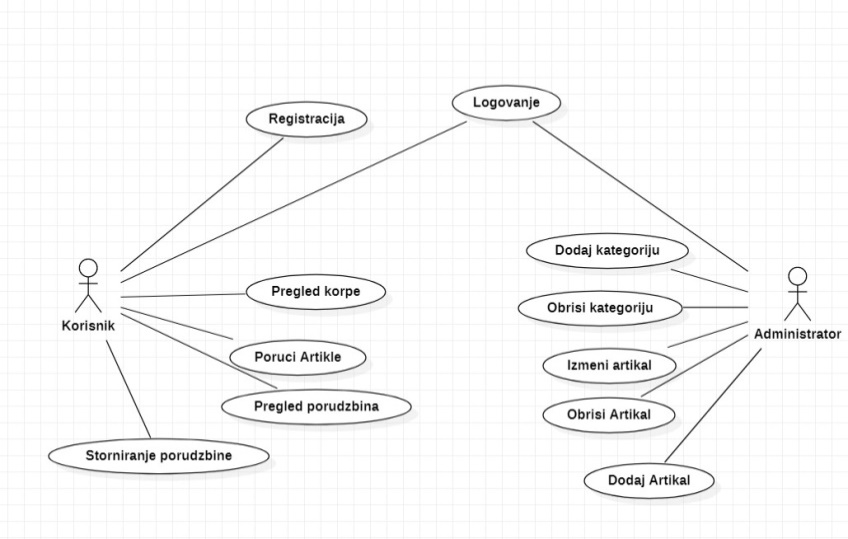 Logovanje
Registracija
Dodaj kategoriju
Pregled korpe
Obrisi kategoriju
Korisnik
Administrator
Poruci Artikle
Izmeni artikal
Pregled porudzbina
Obrisi Artikal
Storniranje porudzbine
Dodaj Artikal